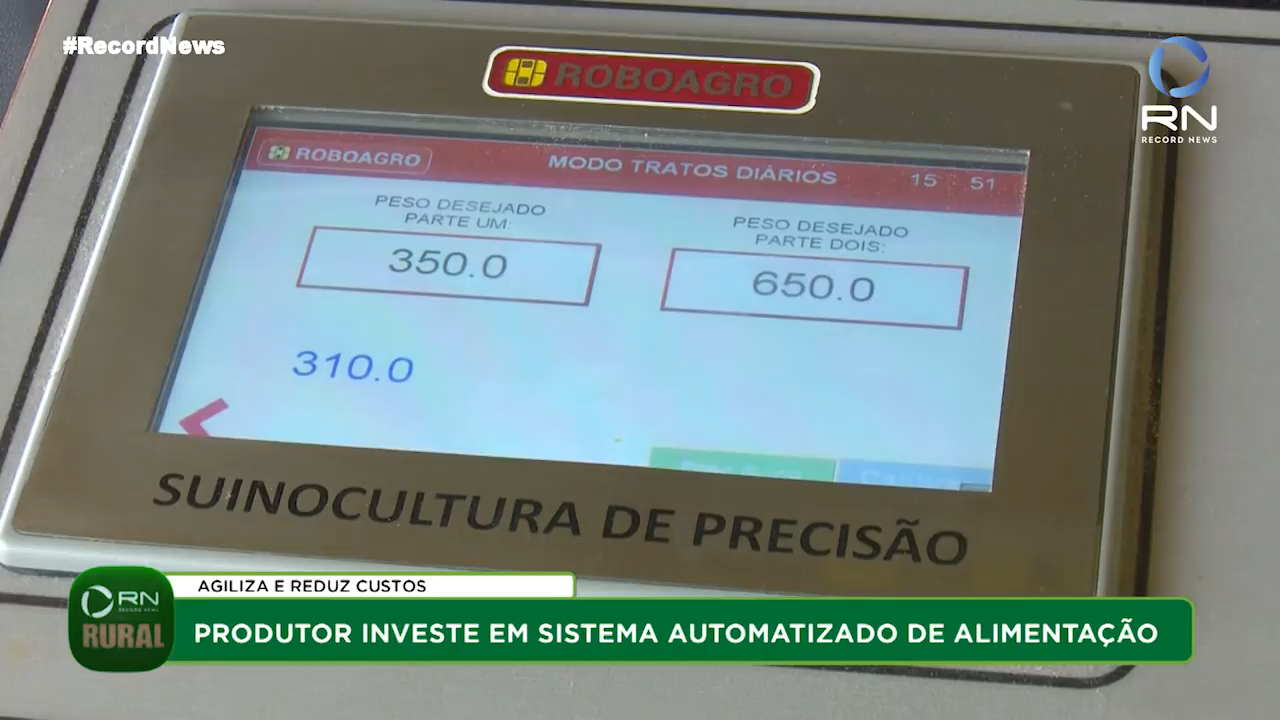 #RecordNews
RN
RECORD NEWS
ROBOAGRO
ROBOAGRO
MODO TRATOS DIÁRIOS
15 51
PESO DESEJADO
PARTE UM:
350.0
PESO DESEJADO
PARTE DOIS:
650.0
310.0
SUINOCULTURA DE PRECISÃO
RN
RECORD NEWS
RURAL
AGILIZA E REDUZ CUSTOS
PRODUTOR INVESTE EM SISTEMA AUTOMATIZADO DE ALIMENTAÇÃO